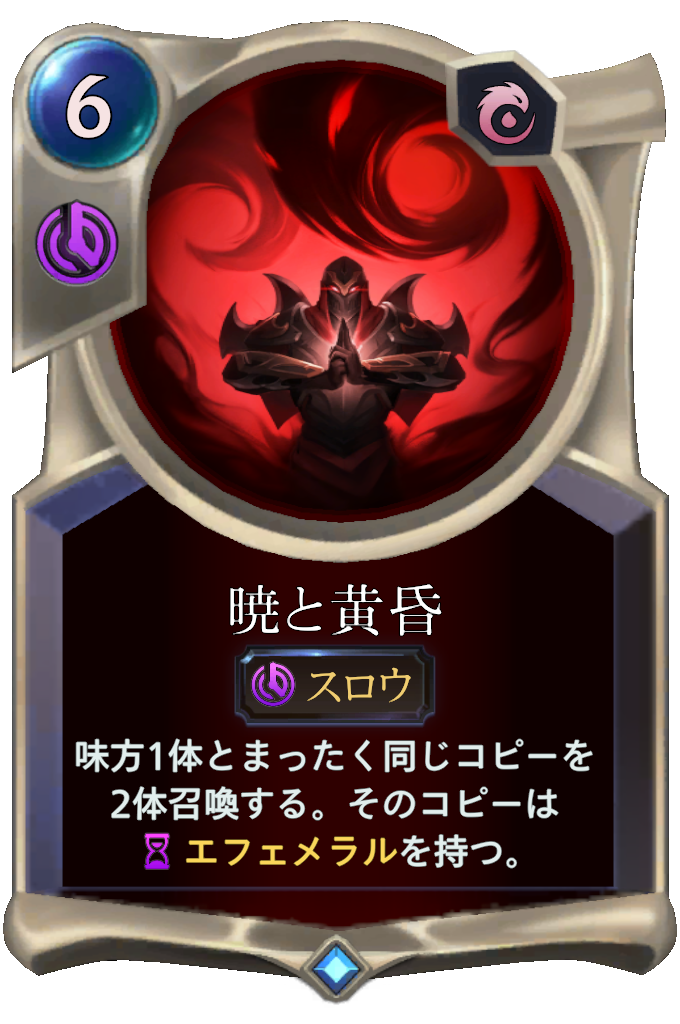 6
暁と黄昏
スロウ
味方1体とまったく同じコピーを
2体召喚する。そのコピーは
エフェメラルを持つ。